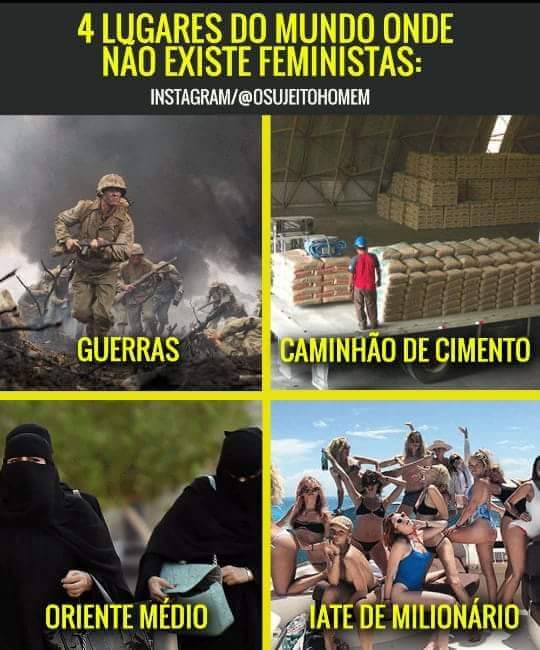 4 LUGARES DO MUNDO ONDE
NÃO EXISTE FEMINISTAS:
INSTAGRAM/@OSUJEITOHOMEM
GUERRAS
CAMINHÃO DE CIMENTO
ORIENTE MÉDIO
IATE DE MILIONÁRIO